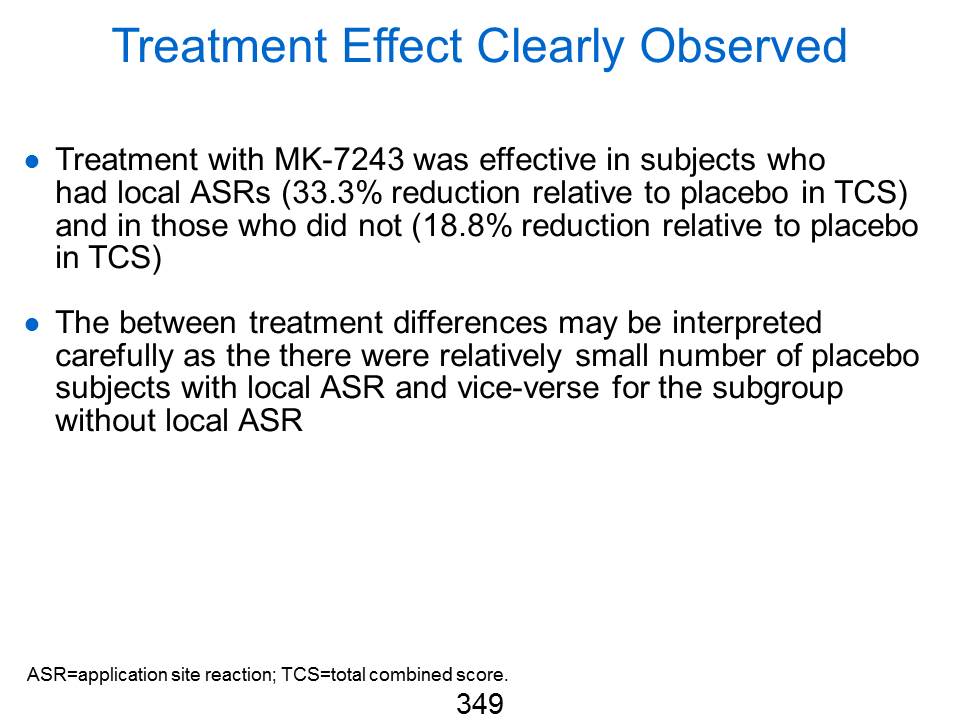 Treatment Effect Clearly Observed
● Treatment with MK-7243 was effective in subjects who
had local ASRs (33.3% reduction relative to placebo in TCS)
and in those who did not (18.8% reduction relative to placebo
in TCS)
● The between treatment differences may be interpreted
carefully as the there were relatively small number of placebo
subjects with local ASR and vice-verse for the subgroup
without local ASR
ASR=application site reaction; TCS=total combined score.
349